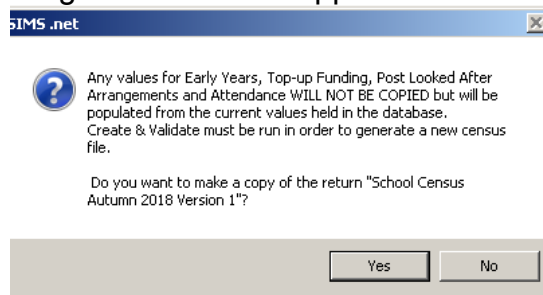 SIMS .net
Any values for Early Years, Top-up Funding, Post Looked After
Arrangements and Attendance WILL NOT BE COPIED but will be
populated from the current values held in the database.
Create & Validate must be run in order to generate a new census
file.
Do you want to make a copy of the return "School Census
Autumn 2018 Version 1"?
Yes No